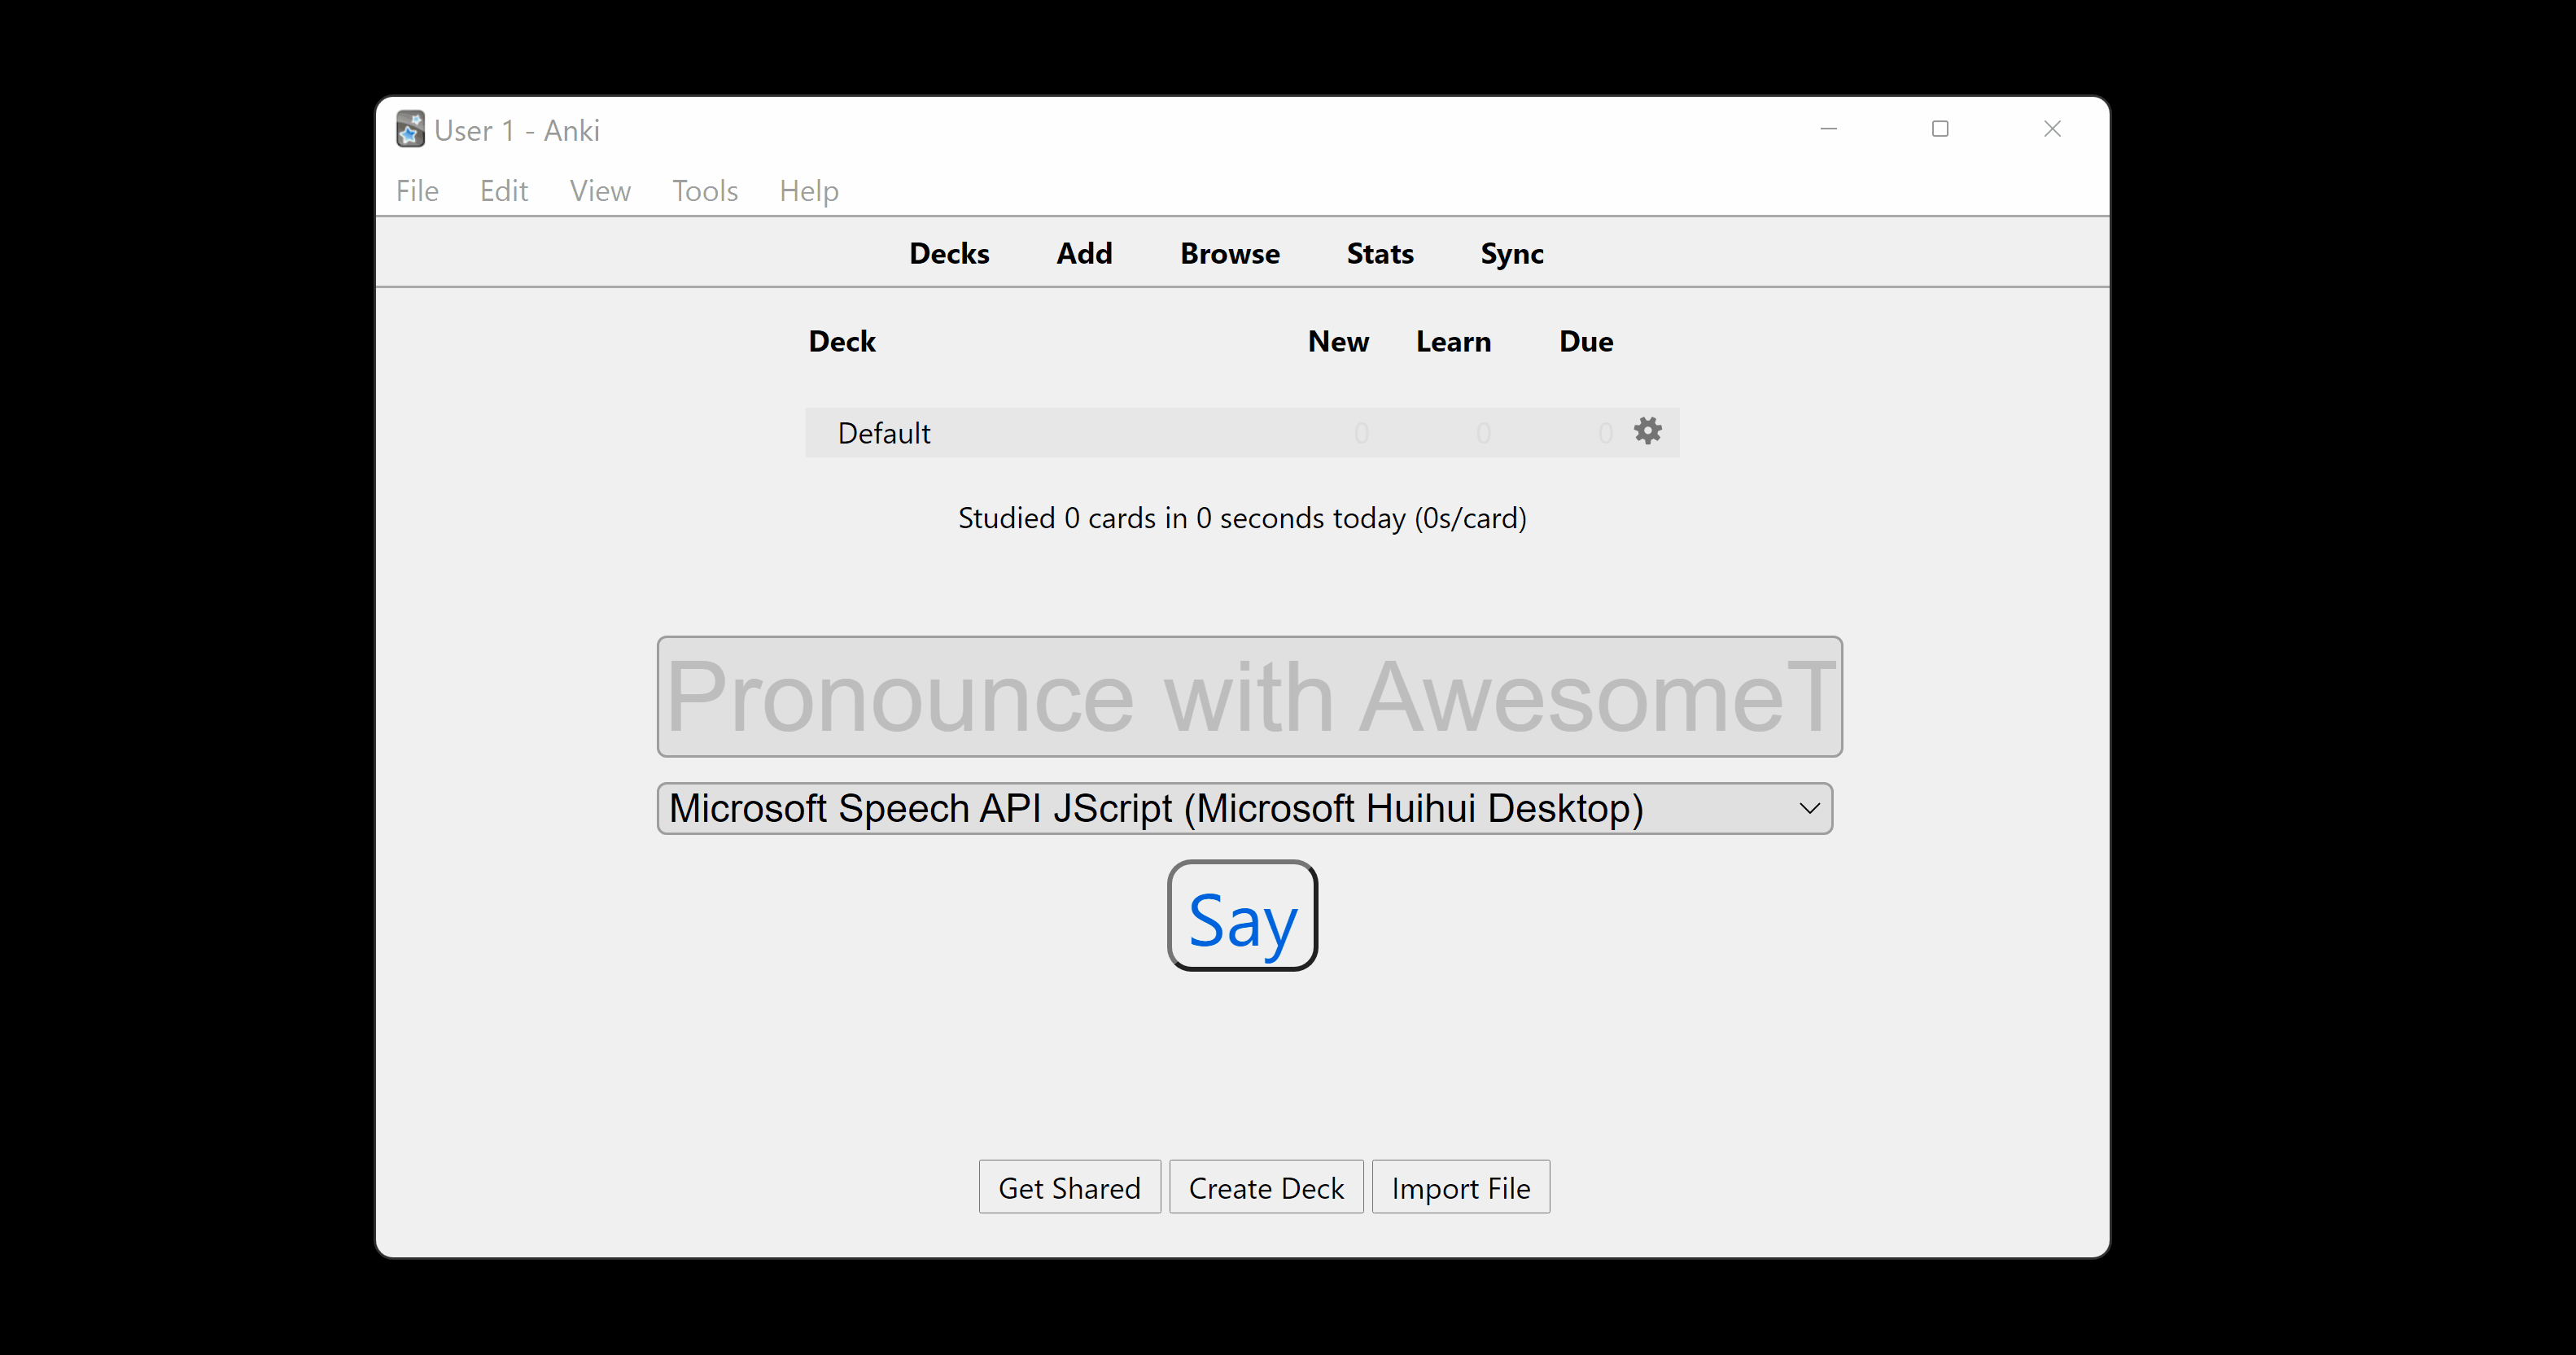 User 1 - Anki
File Edit View Tools Help
Decks Add Browse Stats Sync
Deck New Learn Due
Default 0 0 0
Studied 0 cards in 0 seconds today (0s/card)
Pronounce with AwesomeT
Microsoft Speech API JScript (Microsoft Huihui Desktop)
Say
Get Shared Create Deck Import File